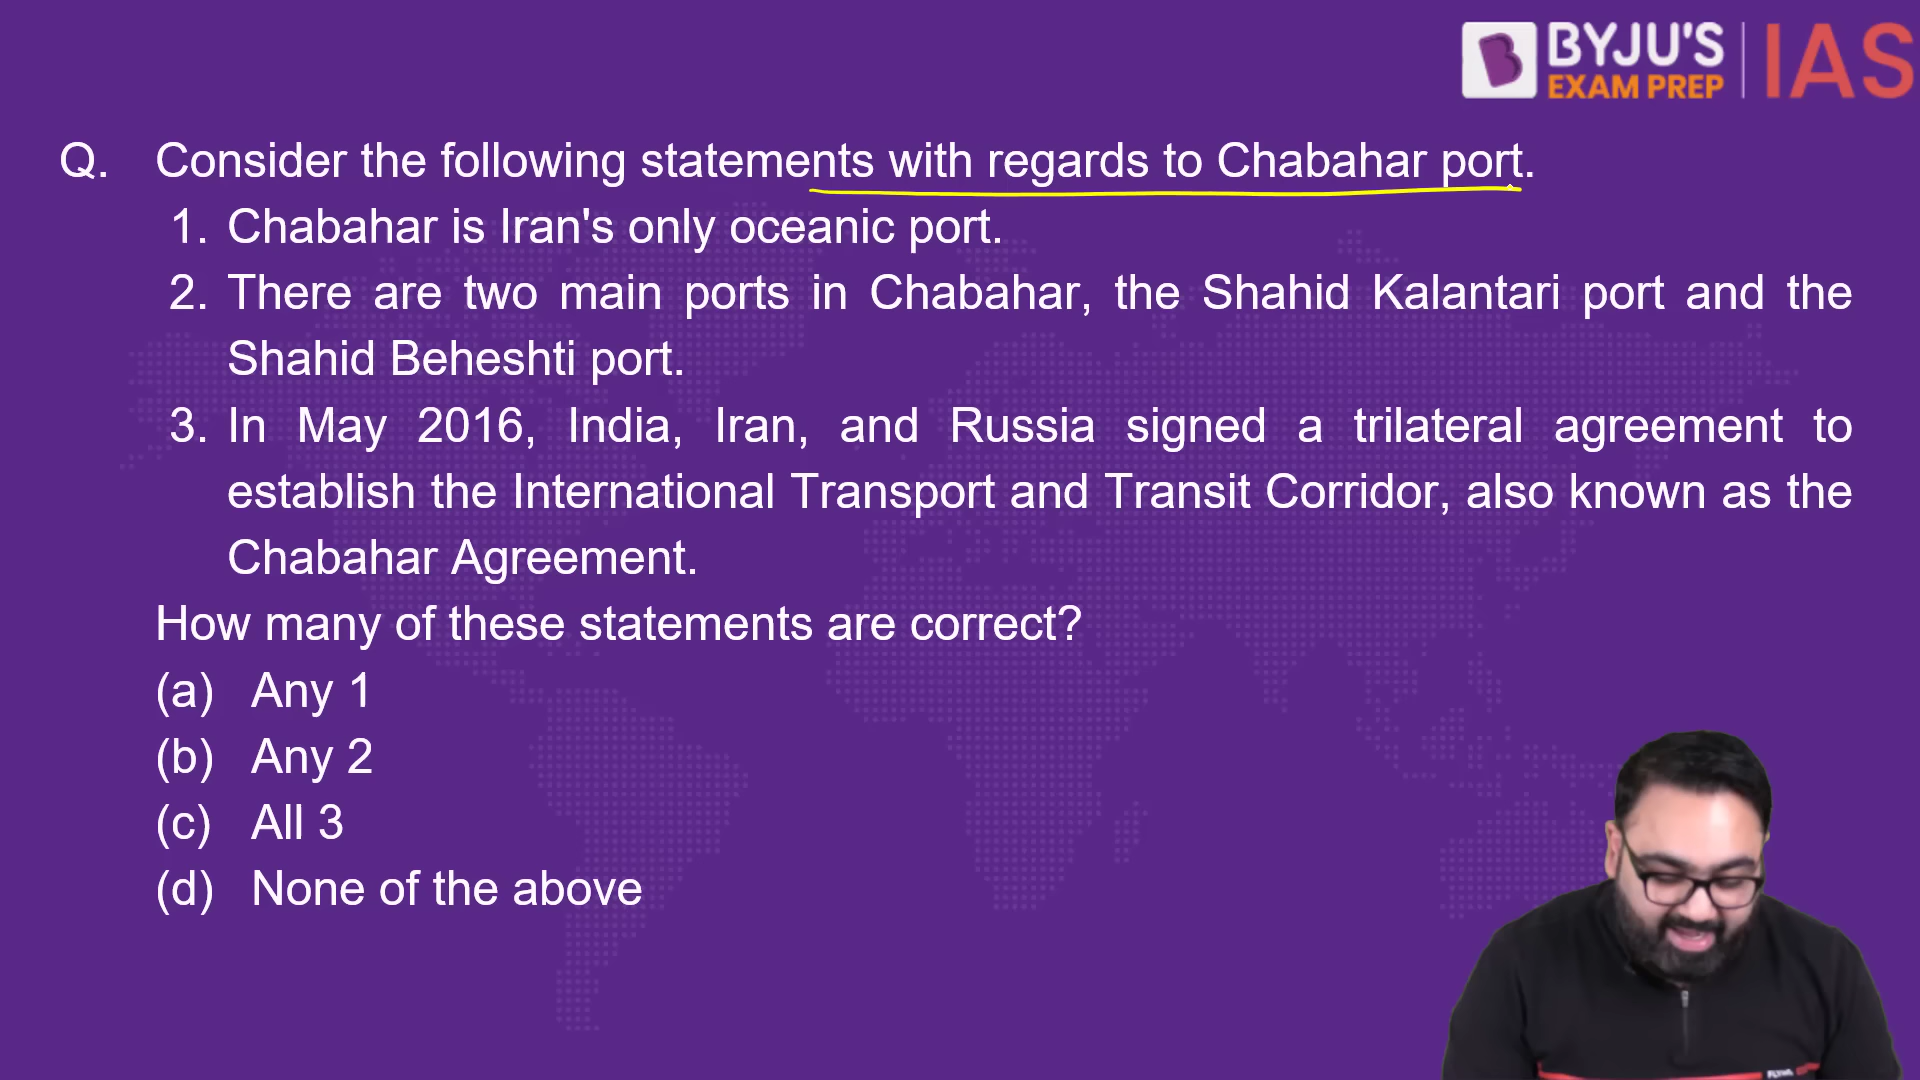 BYJU'S
EXAM PREP
IAS
Q. Consider the following statements with regards to Chabahar port.
1. Chabahar is Iran's only oceanic port.
2. There are two main ports in Chabahar, the Shahid Kalantari port and the
Shahid Beheshti port.
3. In May 2016, India, Iran, and Russia signed a trilateral agreement to
establish the International Transport and Transit Corridor, also known as the
Chabahar Agreement.
How many of these statements are correct?
(a) Any 1
(b) Any 2
(c) All 3
(d) None of the above